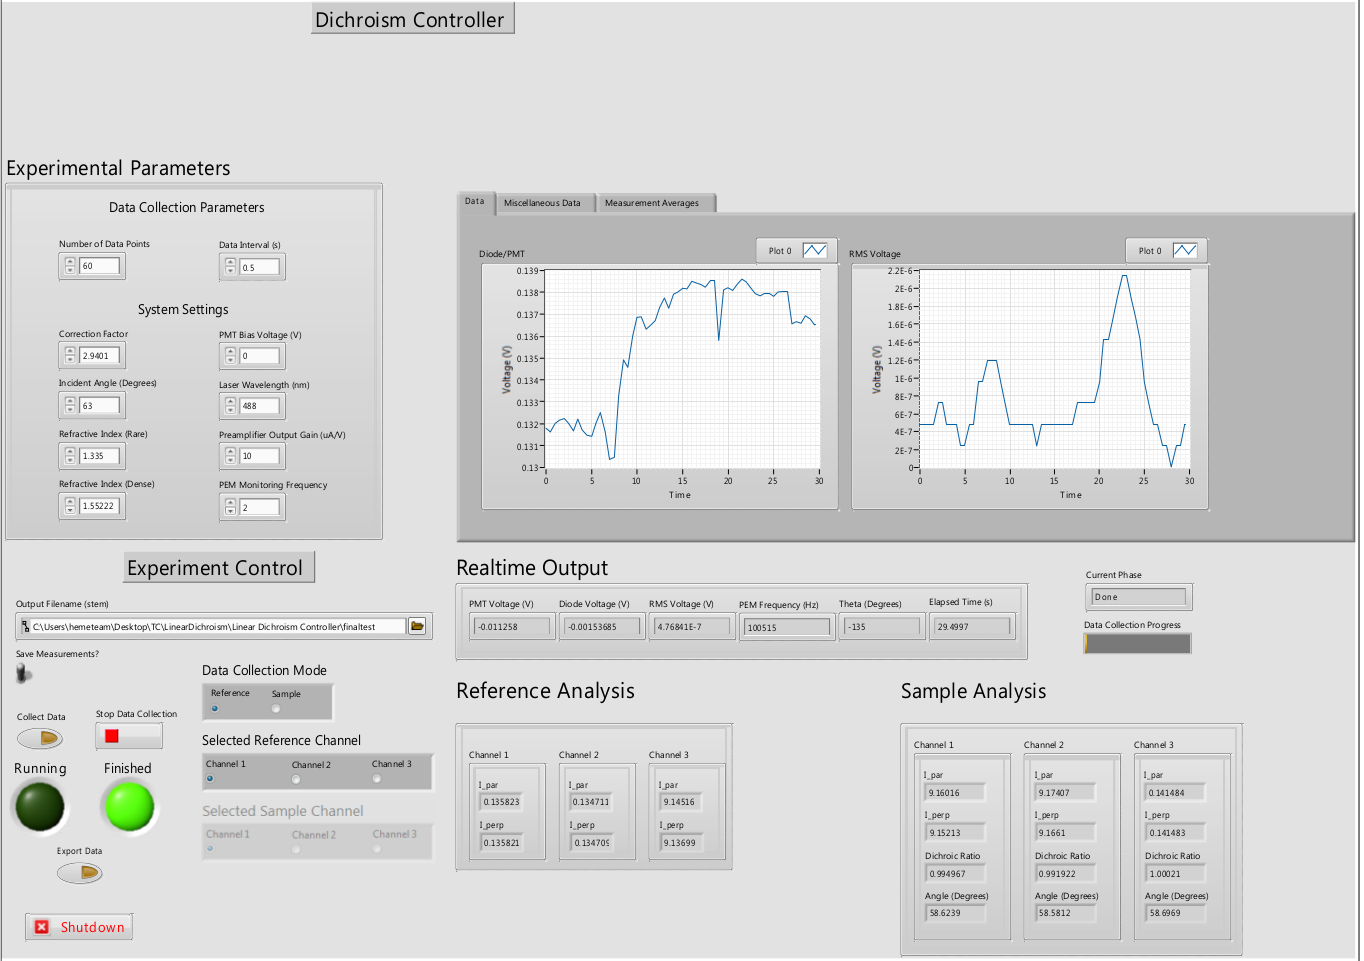 Dichroism Controller
Experimental Parameters
Data Collection Parameters
Number of Data Points
Data Interval (s)
60
0.5
System Settings
Correction Factor
PMT Bias Voltage (V)
2.9401
0
Incident Angle (Degrees)
Laser Wavelength (nm)
63
488
Refractive Index (Rare)
Preamplifier Output Gain (uA/V)
1.335
10
Refractive Index (Dense)
PEM Monitoring Frequency
1.55222
2
Data
Miscellaneous Data
Measurement Averages
Diode/PMT
Plot 0
0.139
0.138
0.137
0.136
0.135
0.134
0.133
0.132
0.131
0.13
Voltage (V)
0 5 10 15 20 25 30
Time
RMS Voltage
Plot 0
2.2E-6
2E-6
1.8E-6
1.6E-6
1.4E-6
1.2E-6
1E-6
8E-7
6E-7
4E-7
2E-7
0
Voltage (V)
0 5 10 15 20 25 30
Time
Experiment Control
Output Filename (stem)
C:\Users\hemeteam\Desktop\TC\LinearDichroism\Linear Dichroism Controller\finaltest
Save Measurements?
Collect Data
Stop Data Collection
Running
Finished
Export Data
Shutdown
Data Collection Mode
Reference
Sample
Selected Reference Channel
Channel 1
Channel 2
Channel 3
Selected Sample Channel
Channel 1
Channel 2
Channel 3
Realtime Output
PMT Voltage (V)
Diode Voltage (V)
RMS Voltage (V)
PEM Frequency (Hz)
Theta (Degrees)
Elapsed Time (s)
-0.011258
-0.00153685
4.76841E-7
100515
-135
29.4997
Current Phase
Done
Data Collection Progress
Reference Analysis
Channel 1
Channel 2
Channel 3
I_par
I_par
I_par
0.135823
0.134711
9.14516
I_perp
I_perp
I_perp
0.135821
0.134709
9.13699
Sample Analysis
Channel 1
Channel 2
Channel 3
I_par
I_par
I_par
9.16016
9.17407
0.141484
I_perp
I_perp
I_perp
9.15213
9.1661
0.141483
Dichroic Ratio
Dichroic Ratio
Dichroic Ratio
0.994967
0.991922
1.00021
Angle (Degrees)
Angle (Degrees)
Angle (Degrees)
58.6239
58.5812
58.6969